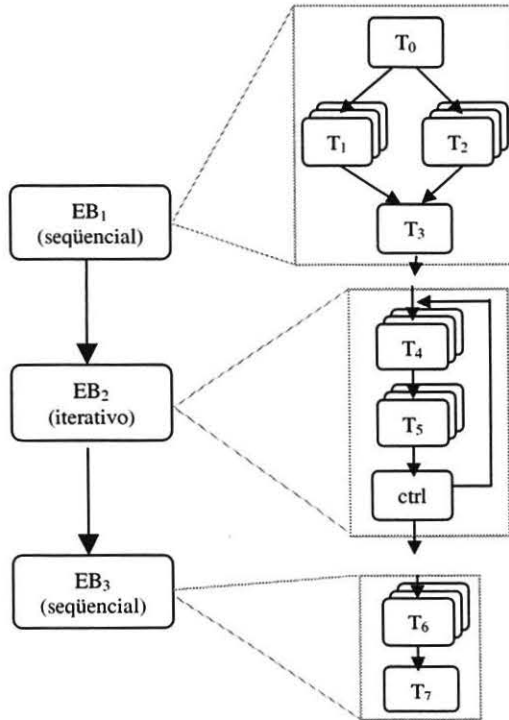 T₀
T₁
T₂
T₃
EB₁
(seqüencial)
T₄
T₅
ctrl
EB₂
(iterativo)
T₆
T₇
EB₃
(seqüencial)